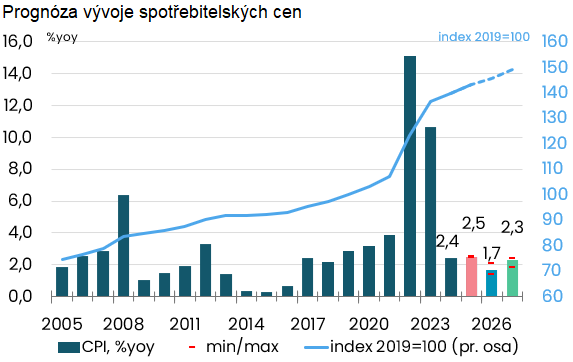 Prognóza vývoje spotřebitelských cen
16,0 %yoy index 2019=100 160
14,0 150
12,0 140
10,0 130
8,0 120
6,0 110
4,0 100
2,0 90
0,0 80
70
60
2,4 2,5 1,7 2,3
2005 2008 2011 2014 2017 2020 2023 2026
CPI, %yoy min/max index 2019=100 (pr. osa)